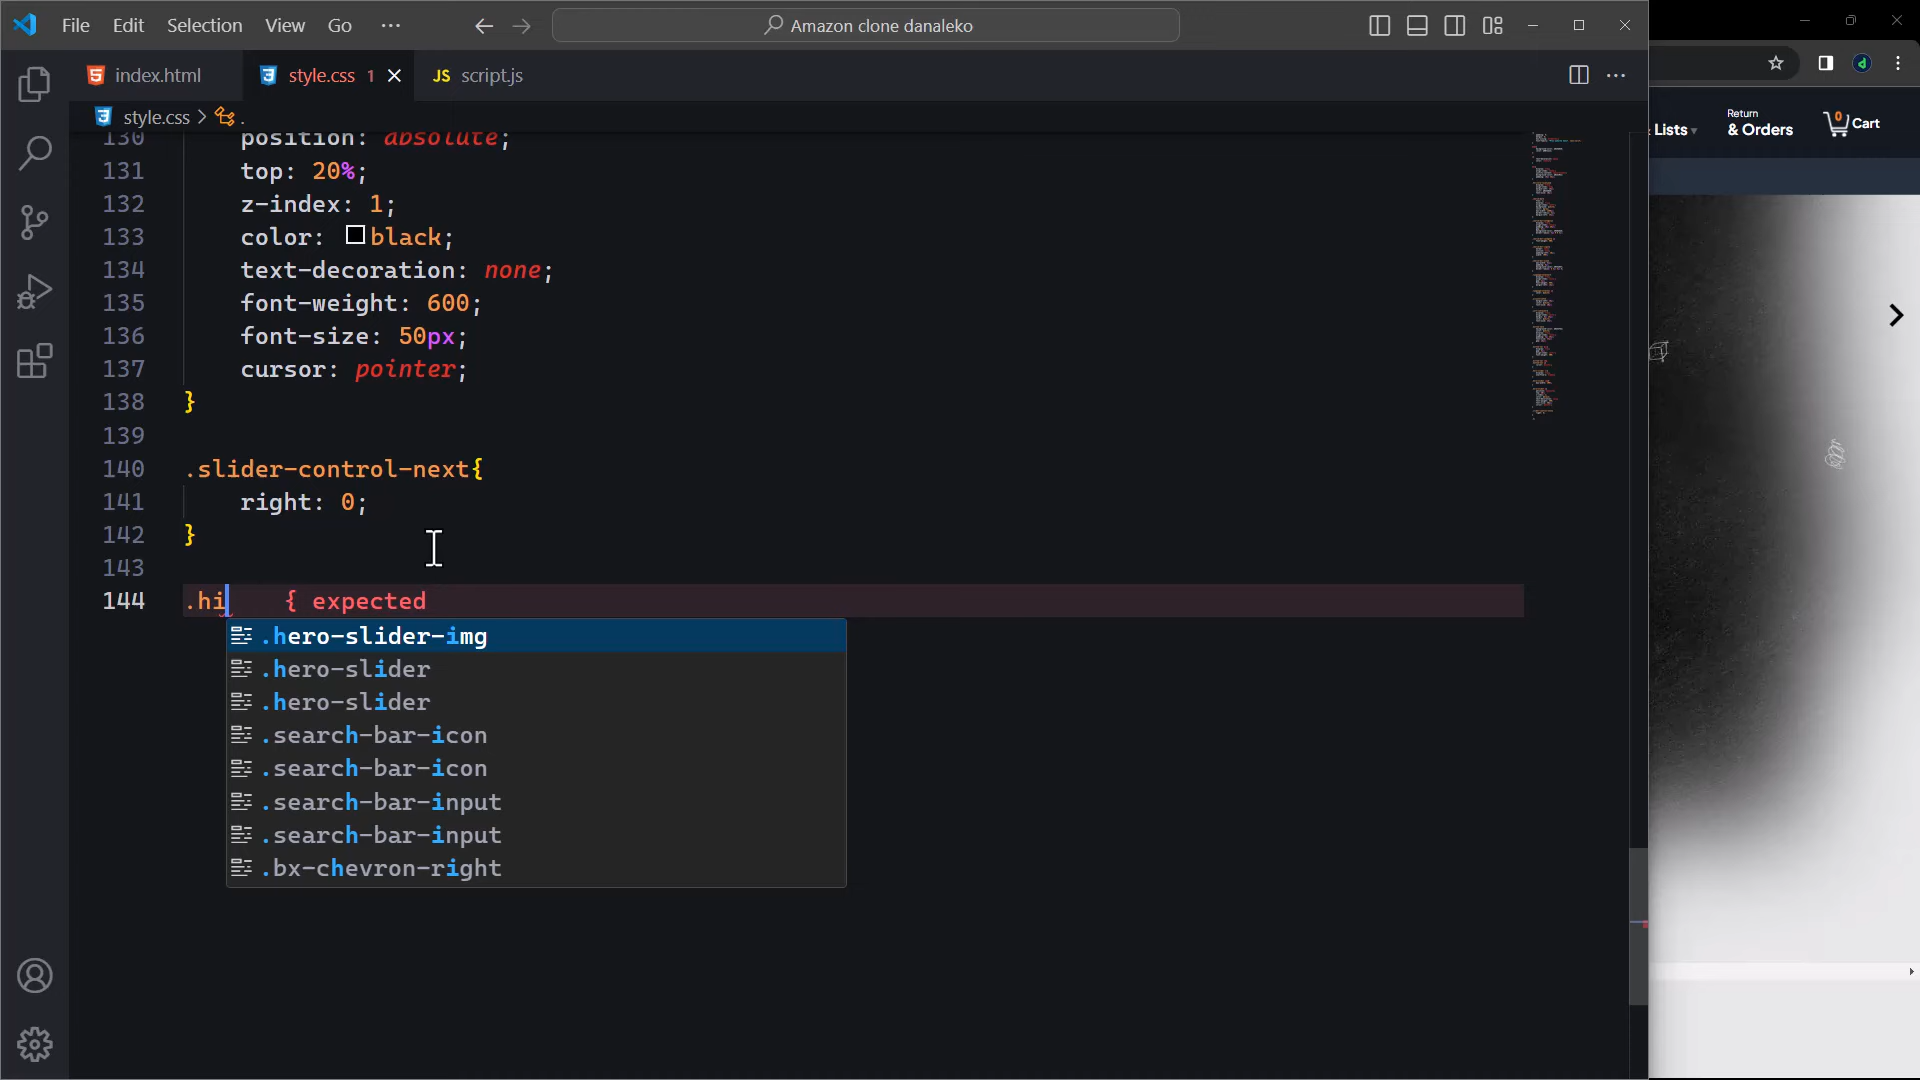 File Edit Selection View Go ··· Amazon clone danaleko
index.html style.css 1 JS script.js
style.css > .
130 position: absolute;
131 top: 20%;
132 z-index: 1;
133 color: black;
134 text-decoration: none;
135 font-weight: 600;
136 font-size: 50px;
137 cursor: pointer;
138 }
139
140 .slider-control-next{
141 right: 0;
142 }
143
144 .hi { expected
.hero-slider-img
.hero-slider
.hero-slider
.search-bar-icon
.search-bar-icon
.search-bar-input
.search-bar-input
.bx-chevron-right
d
Lists
Return
& Orders
0
Cart